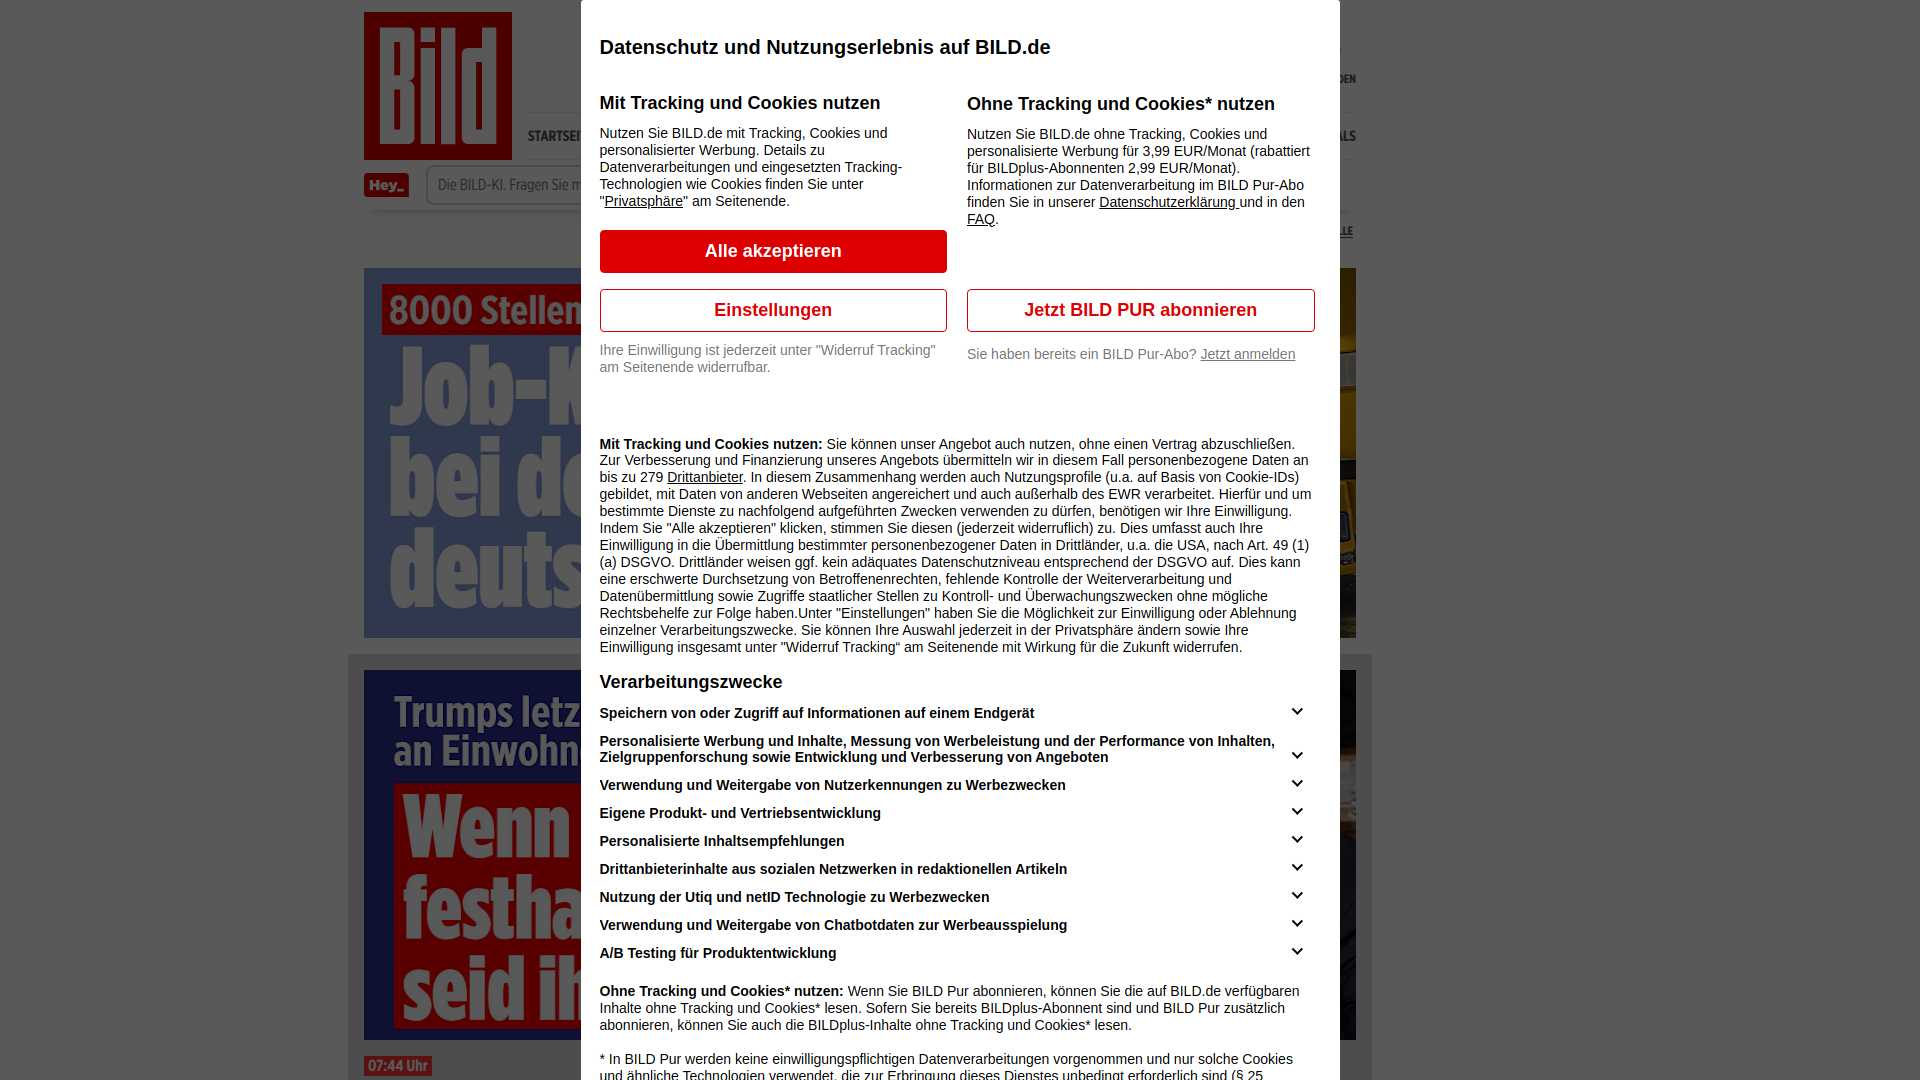 Bild
Datenschutz und Nutzungserlebnis auf BILD.de
Mit Tracking und Cookies nutzen
Nutzen Sie BILD.de mit Tracking, Cookies und
personalisierter Werbung. Details zu
Datenverarbeitungen und eingesetzten Tracking-
Technologien wie Cookies finden Sie unter
"Privatsphäre" am Seitenende.
Alle akzeptieren
Einstellungen
Ihre Einwilligung ist jederzeit unter "Widerruf Tracking"
am Seitenende widerrufbar.
Ohne Tracking und Cookies* nutzen
Nutzen Sie BILD.de ohne Tracking, Cookies und
personalisierte Werbung für 3,99 EUR/Monat (rabattiert
für BILDplus-Abonnenten 2,99 EUR/Monat).
Informationen zur Datenverarbeitung im BILD Pur-Abo
finden Sie in unserer Datenschutzerklärung und in den
FAQ.
Jetzt BILD PUR abonnieren
Sie haben bereits ein BILD Pur-Abo? Jetzt anmelden
Mit Tracking und Cookies nutzen: Sie können unser Angebot auch nutzen, ohne einen Vertrag abzuschließen.
Zur Verbesserung und Finanzierung unseres Angebots übermitteln wir in diesem Fall personenbezogene Daten an
bis zu 279 Drittanbieter. In diesem Zusammenhang werden auch Nutzungsprofile (u.a. auf Basis von Cookie-IDs)
gebildet, mit Daten von anderen Webseiten angereichert und auch außerhalb des EWR verarbeitet. Hierfür und um
bestimmte Dienste zu nachfolgend aufgeführten Zwecken verwenden zu dürfen, benötigen wir Ihre Einwilligung.
Indem Sie "Alle akzeptieren" klicken, stimmen Sie diesen (jederzeit widerruflich) zu. Dies umfasst auch Ihre
Einwilligung in die Übermittlung bestimmter personenbezogener Daten in Drittländer, u.a. die USA, nach Art. 49 (1)
(a) DSGVO. Drittländer weisen ggf. kein adäquates Datenschutzniveau entsprechend der DSGVO auf. Dies kann
eine erschwerte Durchsetzung von Betroffenenrechten, fehlende Kontrolle der Weiterverarbeitung und
Datenübermittlung sowie Zugriffe staatlicher Stellen zu Kontroll- und Überwachungszwecken ohne mögliche
Rechtsbehelfe zur Folge haben.Unter "Einstellungen" haben Sie die Möglichkeit zur Einwilligung oder Ablehnung
einzelner Verarbeitungszwecke. Sie können Ihre Auswahl jederzeit in der Privatsphäre ändern sowie Ihre
Einwilligung insgesamt unter "Widerruf Tracking“ am Seitenende mit Wirkung für die Zukunft widerrufen.
Verarbeitungszwecke
Speichern von oder Zugriff auf Informationen auf einem Endgerät
Personalisierte Werbung und Inhalte, Messung von Werbeleistung und der Performance von Inhalten,
Zielgruppenforschung sowie Entwicklung und Verbesserung von Angeboten
Verwendung und Weitergabe von Nutzerkennungen zu Werbezwecken
Eigene Produkt- und Vertriebsentwicklung
Personalisierte Inhaltsempfehlungen
Drittanbieterinhalte aus sozialen Netzwerken in redaktionellen Artikeln
Nutzung der Utiq und netID Technologie zu Werbezwecken
Verwendung und Weitergabe von Chatbotdaten zur Werbeausspielung
A/B Testing für Produktentwicklung
Ohne Tracking und Cookies* nutzen: Wenn Sie BILD Pur abonnieren, können Sie die auf BILD.de verfügbaren
Inhalte ohne Tracking und Cookies* lesen. Sofern Sie bereits BILDplus-Abonnent sind und BILD Pur zusätzlich
abonnieren, können Sie auch die BILDplus-Inhalte ohne Tracking und Cookies* lesen.
* In BILD Pur werden keine einwilligungspflichtigen Datenverarbeitungen vorgenommen und nur solche Cookies
und ähnliche Technologien verwendet, die zur Erbringung dieses Dienstes unbedingt erforderlich sind (§ 25
STARTSEI
Hey_
Die BILD-KI. Fragen Sie m
8000 Stellen
Job-K
bei de
deuts
Trumps letz
an Einwohn
Wenn
festha
seid ih
07:44 Uhr